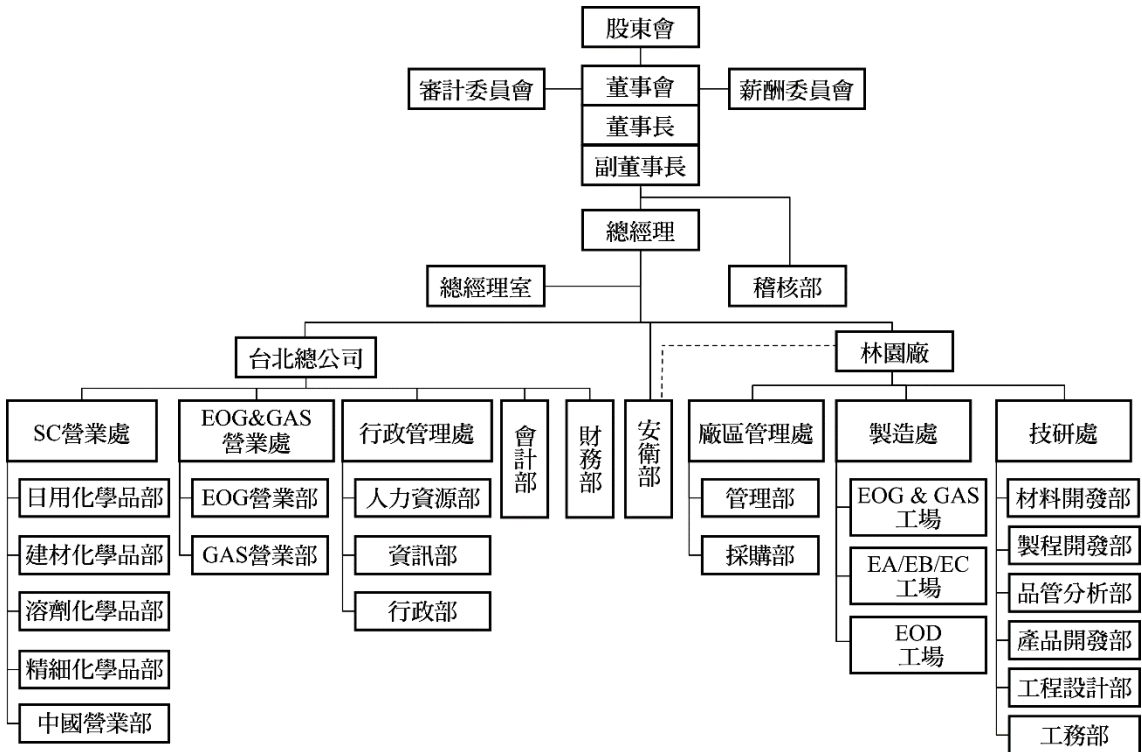 股東會
審計委員會
董事會
薪酬委員會
董事長
副董事長
總經理
總經理室
稽核部
台北總公司
林園廠
SC營業處
EOG&GAS
營業處
行政管理處
會計部
財務部
安衛部
廠區管理處
製造處
技研處
日用化學品部
建材化學品部
溶劑化學品部
精細化學品部
中國營業部
EOG營業部
GAS營業部
人力資源部
資訊部
行政部
管理部
採購部
EOG & GAS
工場
EA/EB/EC
工場
EOD
工場
材料開發部
製程開發部
品管分析部
產品開發部
工程設計部
工務部